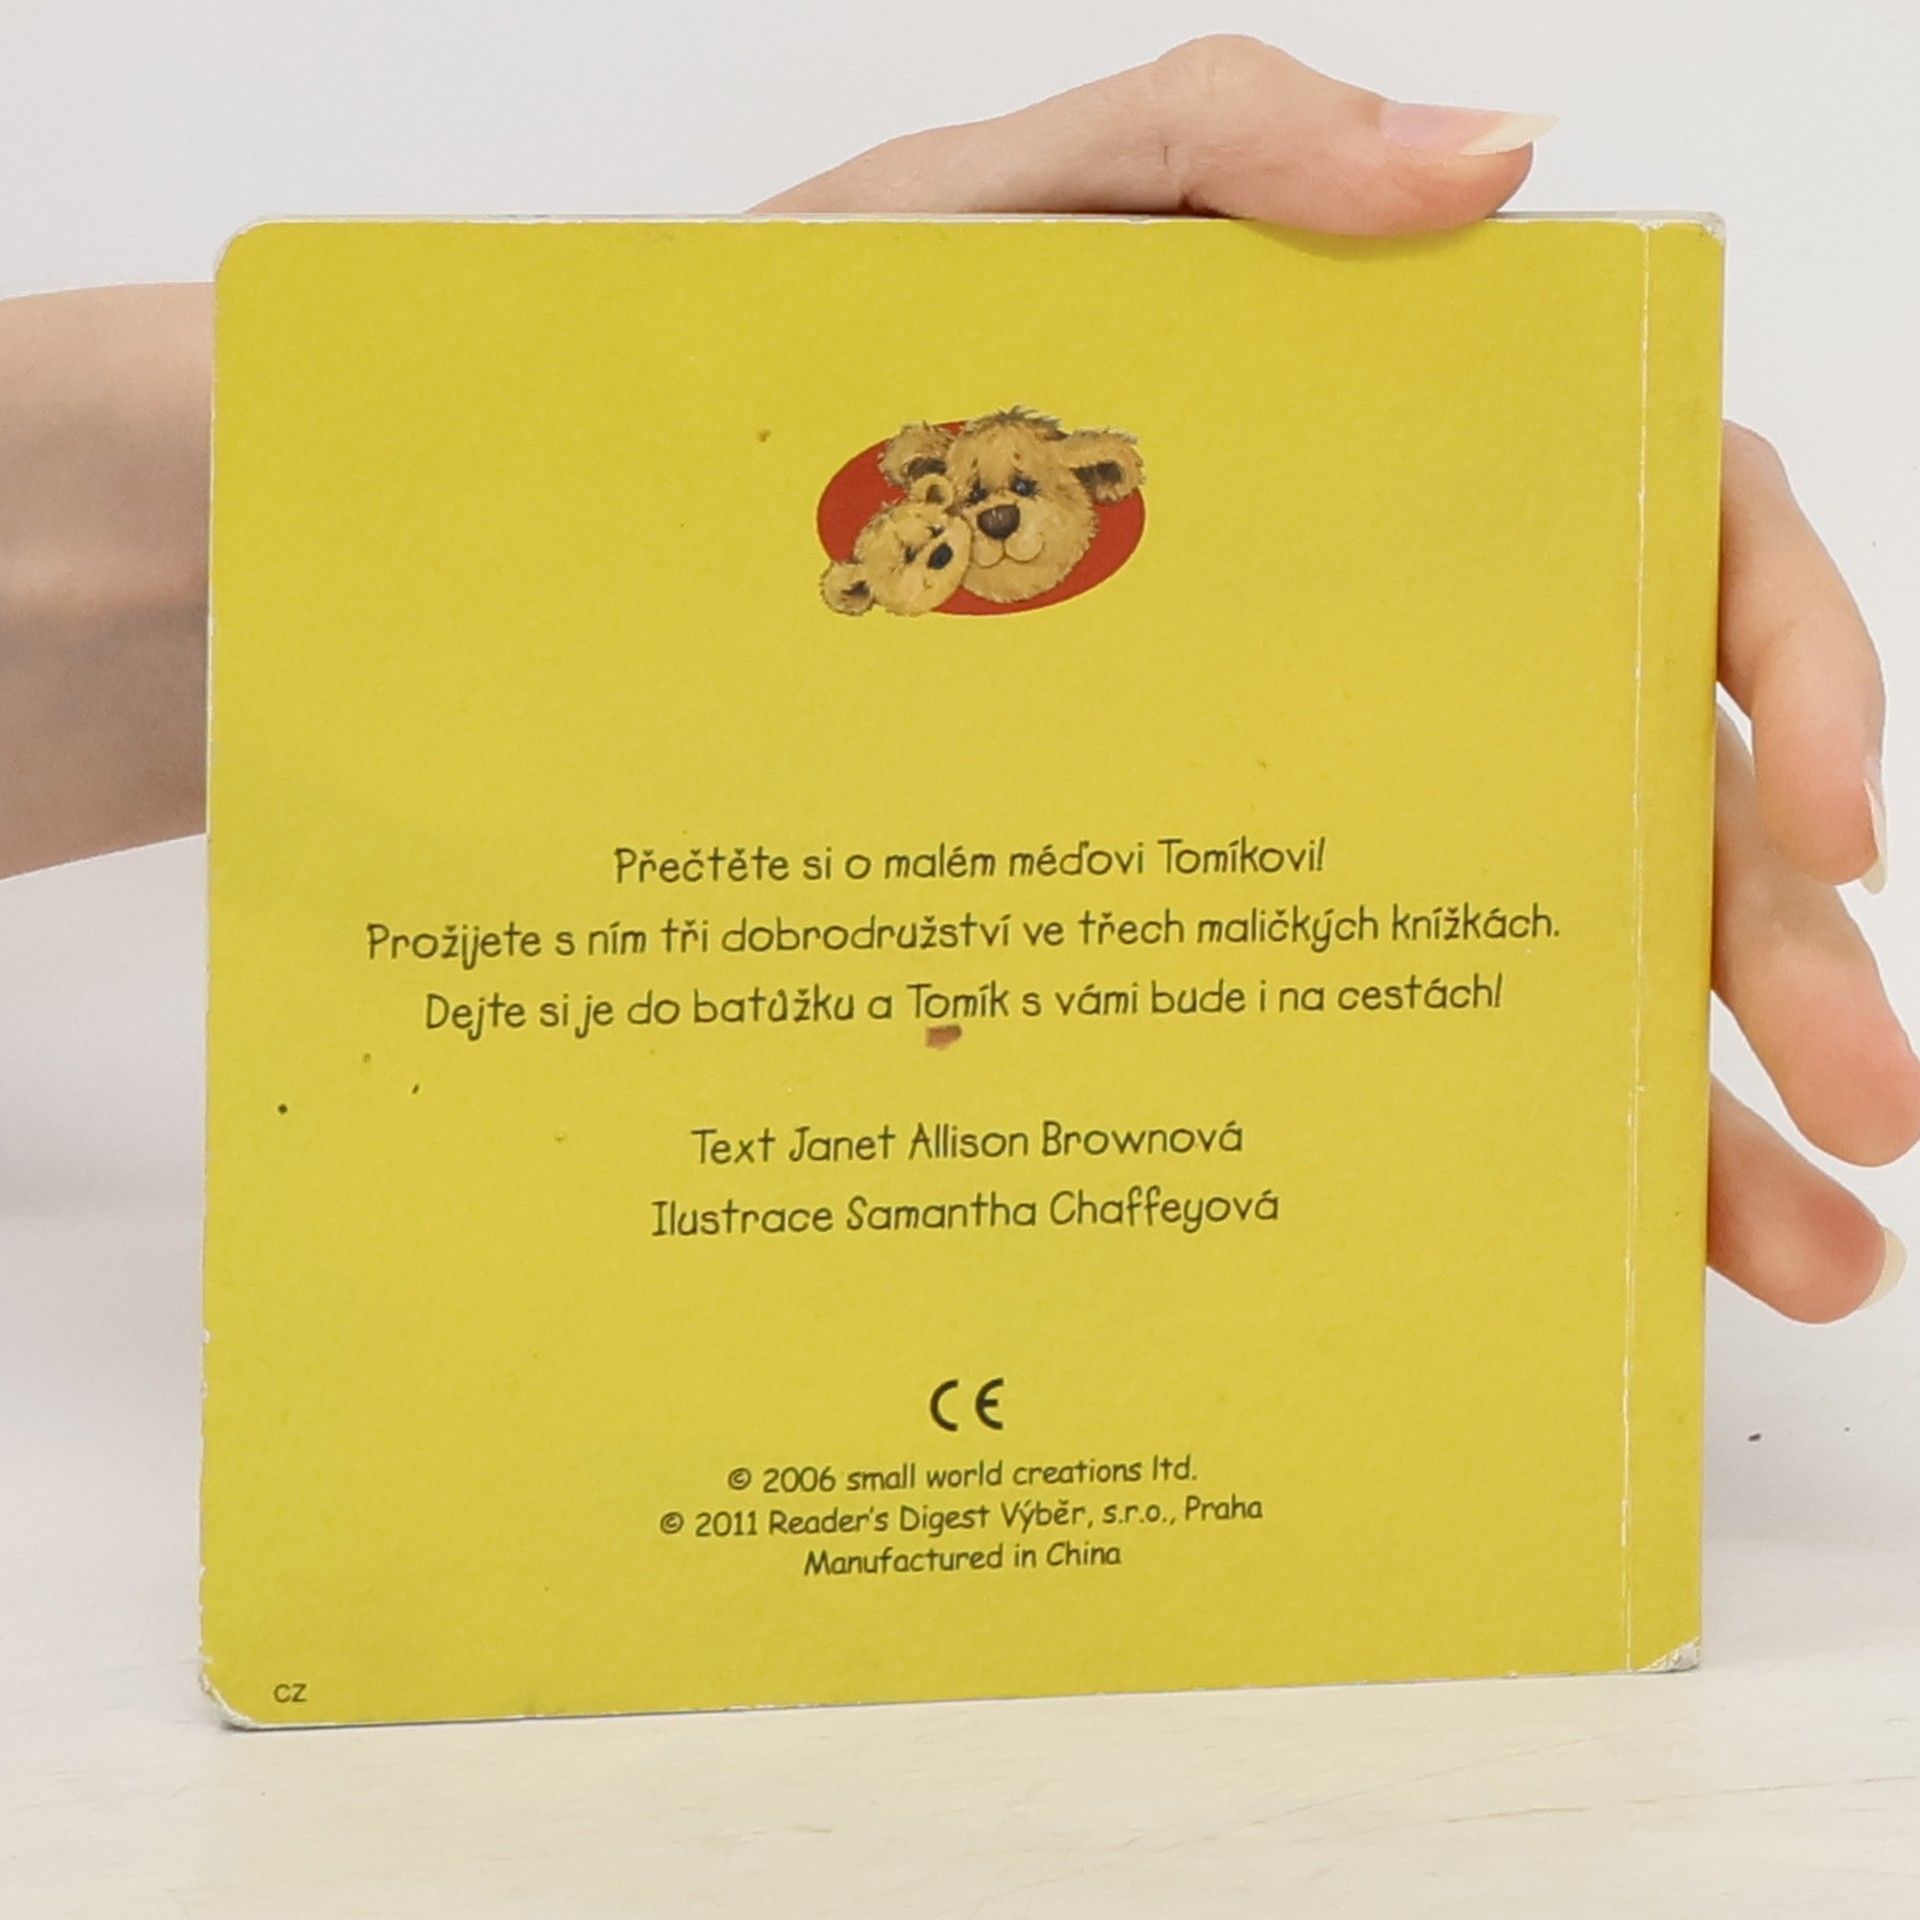 Přečtěte si o malém méďovi Tomíkovi!
Prožijete s ním tři dobrodružství ve třech maličkých knížkách.
Dejte si je do batůžku a Tomík s vámi bude i na cestách!
Text Janet Allison Brownová
Ilustrace Samantha Chaffeyová
CE
© 2006 small world creations ltd.
© 2011 Reader's Digest Výběr, s.r.o., Praha
Manufactured in China
CZ